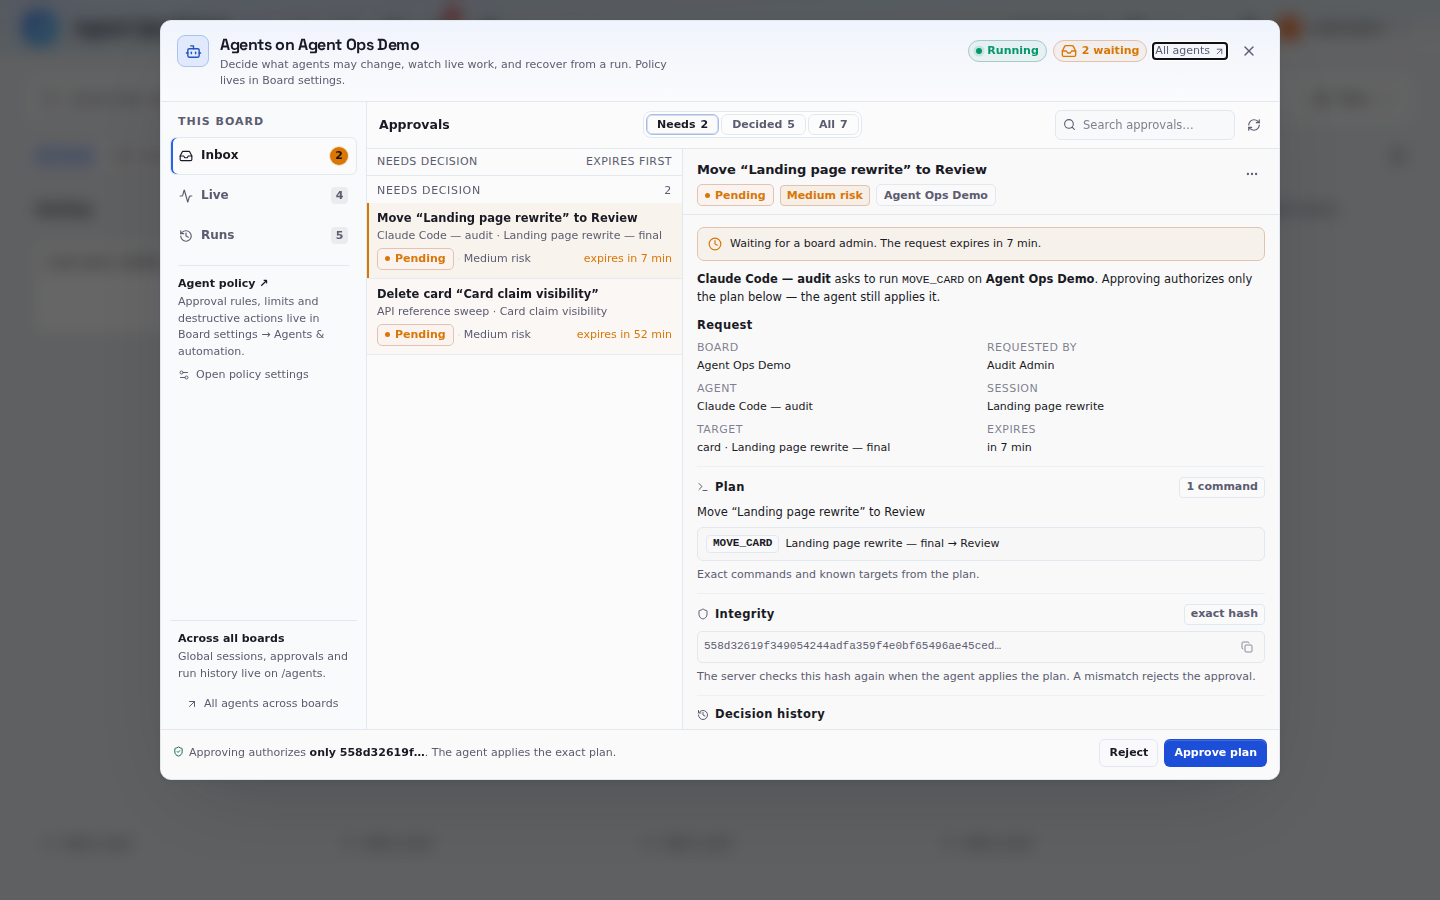 Agents on Agent Ops Demo
Decide what agents may change, watch live work, and recover from a run. Policy
lives in Board settings.
Running
2 waiting
All agents ↗
THIS BOARD
Inbox 2
Live 4
Runs 5
Agent policy ↗
Approval rules, limits and
destructive actions live in
Board settings → Agents &
automation.
Open policy settings
Across all boards
Global sessions, approvals and
run history live on /agents.
All agents across boards
Approvals
Needs 2
Decided 5
All 7
Search approvals...
NEEDS DECISION EXPIRES FIRST
NEEDS DECISION 2
Move “Landing page rewrite” to Review
Claude Code — audit · Landing page rewrite — final
Pending · Medium risk expires in 7 min
Delete card “Card claim visibility”
API reference sweep · Card claim visibility
Pending · Medium risk expires in 52 min
Move “Landing page rewrite” to Review
Pending
Medium risk
Agent Ops Demo
Waiting for a board admin. The request expires in 7 min.
Claude Code — audit asks to run MOVE_CARD on Agent Ops Demo. Approving authorizes only
the plan below — the agent still applies it.
Request
BOARD REQUESTED BY
Agent Ops Demo Audit Admin
AGENT SESSION
Claude Code — audit Landing page rewrite
TARGET EXPIRES
card · Landing page rewrite — final in 7 min
Plan 1 command
Move “Landing page rewrite” to Review
MOVE_CARD Landing page rewrite — final → Review
Exact commands and known targets from the plan.
Integrity exact hash
558d32619f349054244adfa359f4e0bf65496ae45ced…
The server checks this hash again when the agent applies the plan. A mismatch rejects the approval.
Decision history
Approving authorizes only 558d32619f…. The agent applies the exact plan.
Reject
Approve plan